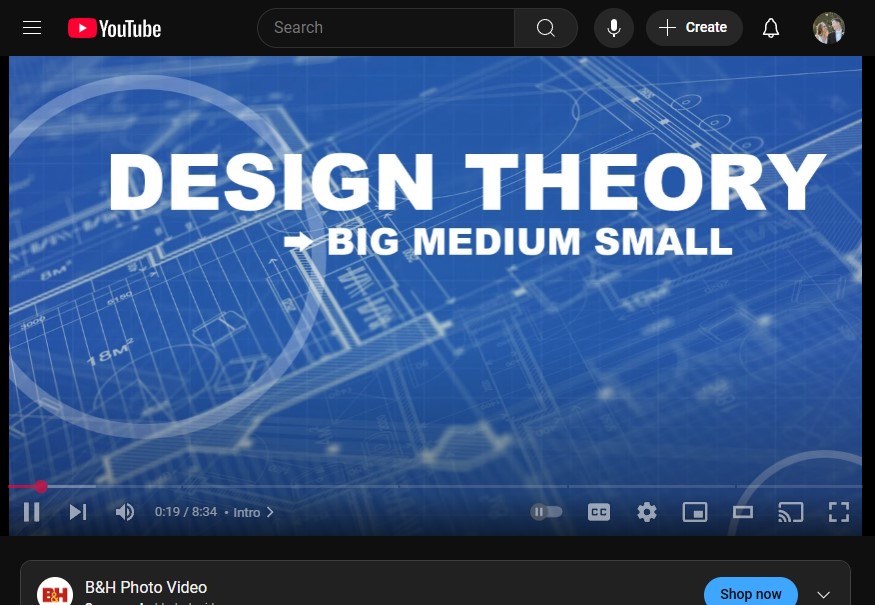 YouTube
Search
Create
DESIGN THEORY
BIG MEDIUM SMALL
8M²
18M²
0:19 / 8:34 • Intro
CC
B&H
B&H Photo Video
Shop now